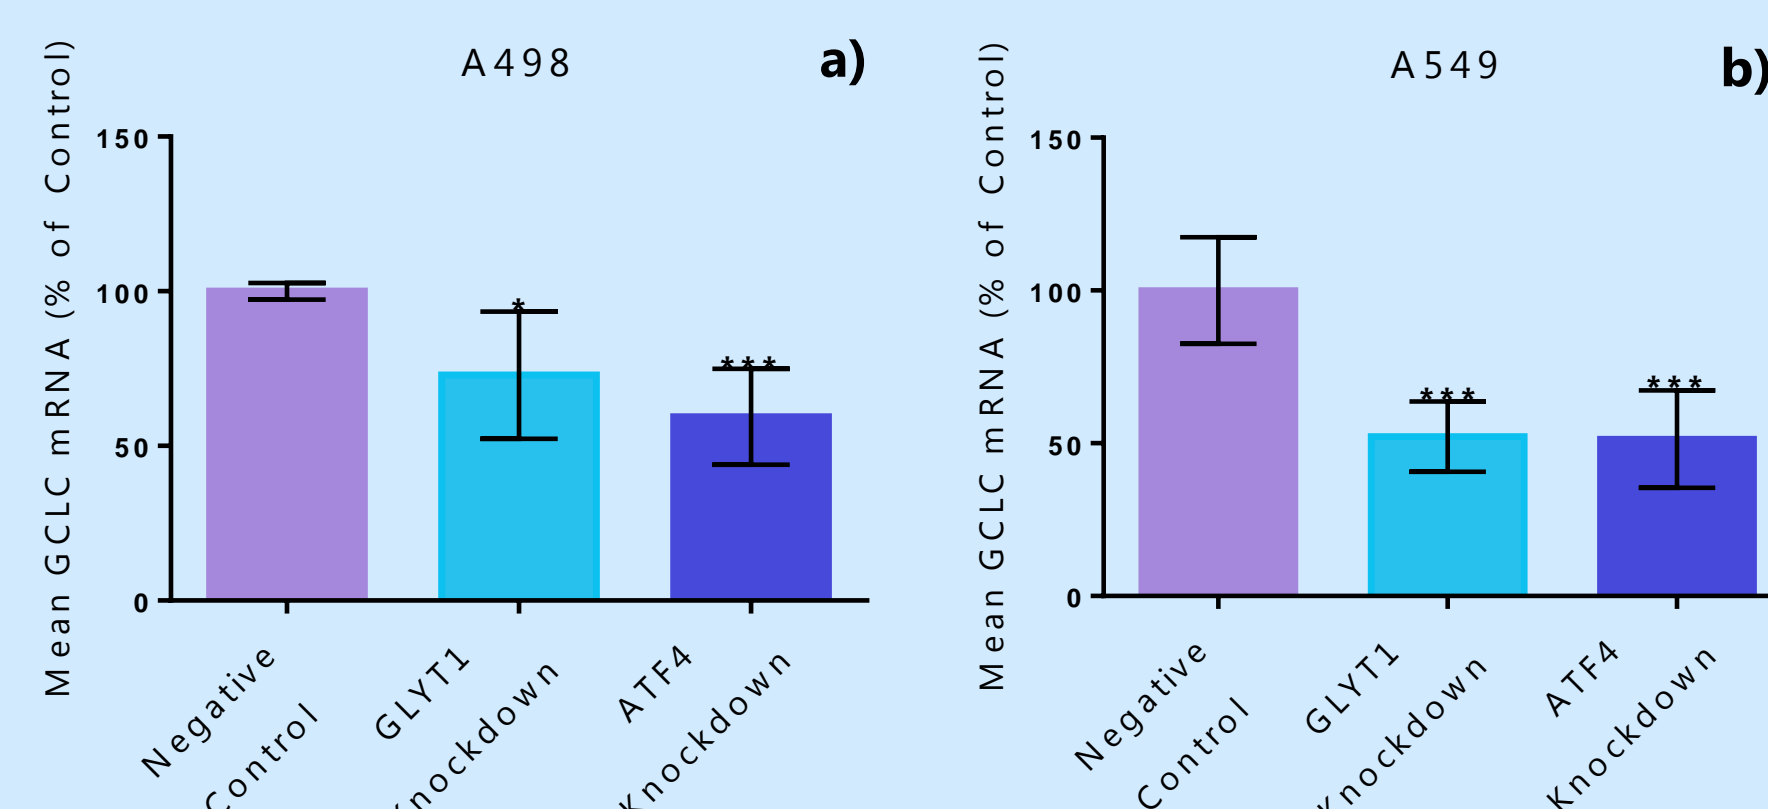 A498
a)
Mean GCLC mRNA (% of Control)
150
100
50
0
*
***
Negative
Control
GLYT1
Knockdown
ATF4
Knockdown
A549
b)
Mean GCLC mRNA (% of Control)
150
100
50
0
***
***
Negative
Control
GLYT1
Knockdown
ATF4
Knockdown